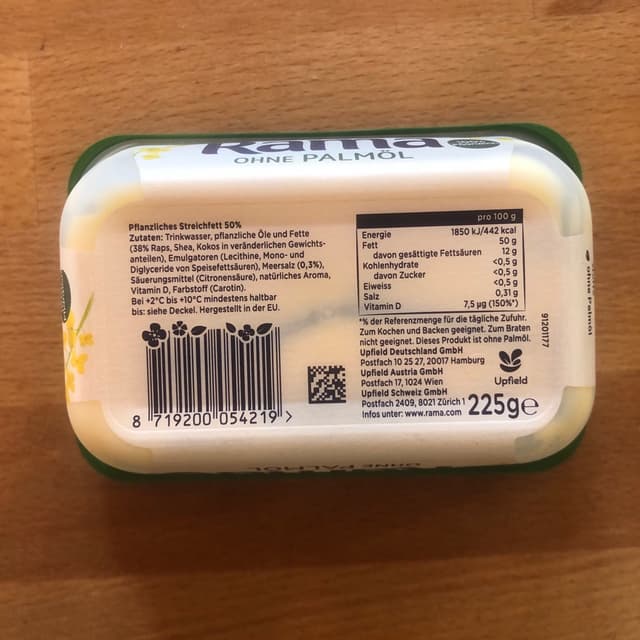 Rama
OHNE PALMÖL
Pflanzliches Streichfett 50%
Zutaten: Trinkwasser, pflanzliche Öle und Fette
(38% Raps, Shea, Kokos in veränderlichen Gewichts-
anteilen), Emulgatoren (Lecithine, Mono- und
Diglyceride von Speisefettsäuren), Meersalz (0,3%),
Säuerungsmittel (Citronensäure), natürliches Aroma,
Vitamin D, Farbstoff (Carotin).
Bei +2°C bis +10°C mindestens haltbar
bis: siehe Deckel. Hergestellt in der EU.
8 719200 054219 >
pro 100 g
Energie 1850 kJ/442 kcal
Fett 50 g
davon gesättigte Fettsäuren 12 g
Kohlenhydrate <0,5 g
davon Zucker <0,5 g
Eiweiss <0,5 g
Salz 0,31 g
Vitamin D 7,5 µg (150%*)
*% der Referenzmenge für die tägliche Zufuhr.
Zum Kochen und Backen geeignet. Zum Braten
nicht geeignet. Dieses Produkt ist ohne Palmöl.
Upfield Deutschland GmbH
Postfach 10 25 27, 20017 Hamburg
Upfield Austria GmbH
Postfach 17, 1024 Wien
Upfield Schweiz GmbH
Postfach 2409, 8021 Zürich 1
Infos unter: www.rama.com
Upfield
225g℮
91201177
ohne Palmöl
OHNE PALMÖL